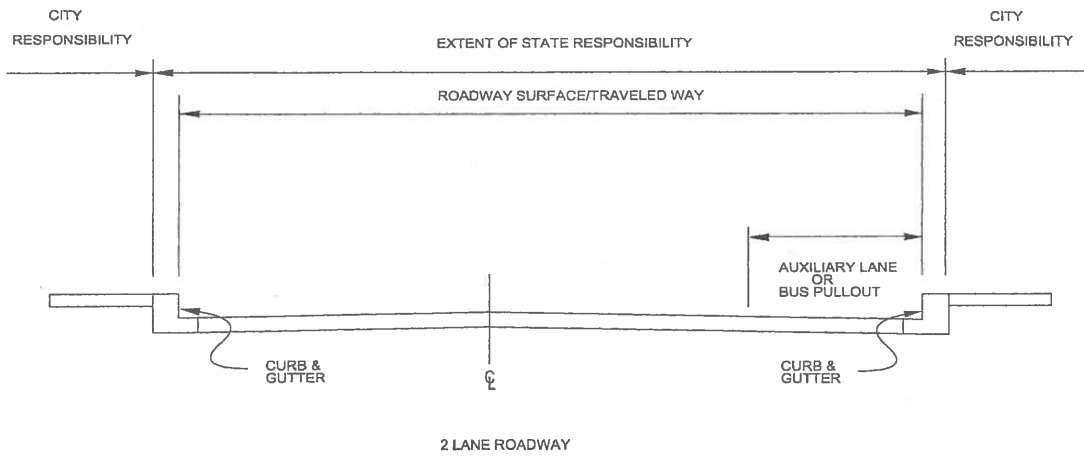 CITY
RESPONSIBILITY
EXTENT OF STATE RESPONSIBILITY
CITY
RESPONSIBILITY
ROADWAY SURFACE/TRAVELED WAY
AUXILIARY LANE
OR
BUS PULLOUT
CURB &
GUTTER
℄
CURB &
GUTTER
2 LANE ROADWAY